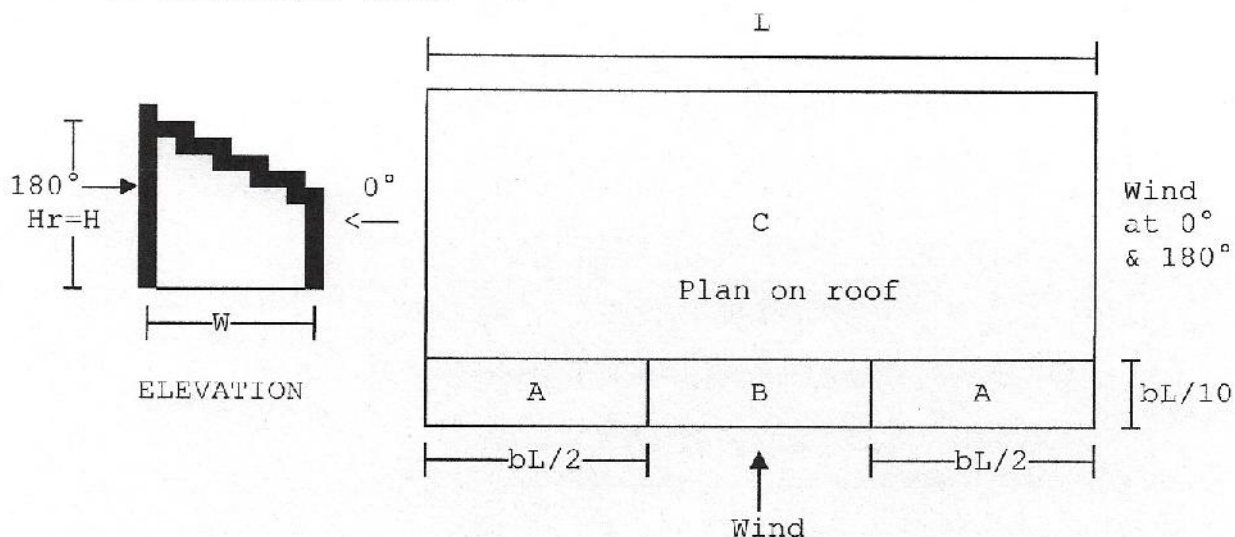 L
180°
Hr=H
0°
W
ELEVATION
C
Plan on roof
Wind
at 0°
& 180°
A
B
A
bL/10
bL/2
bL/2
Wind